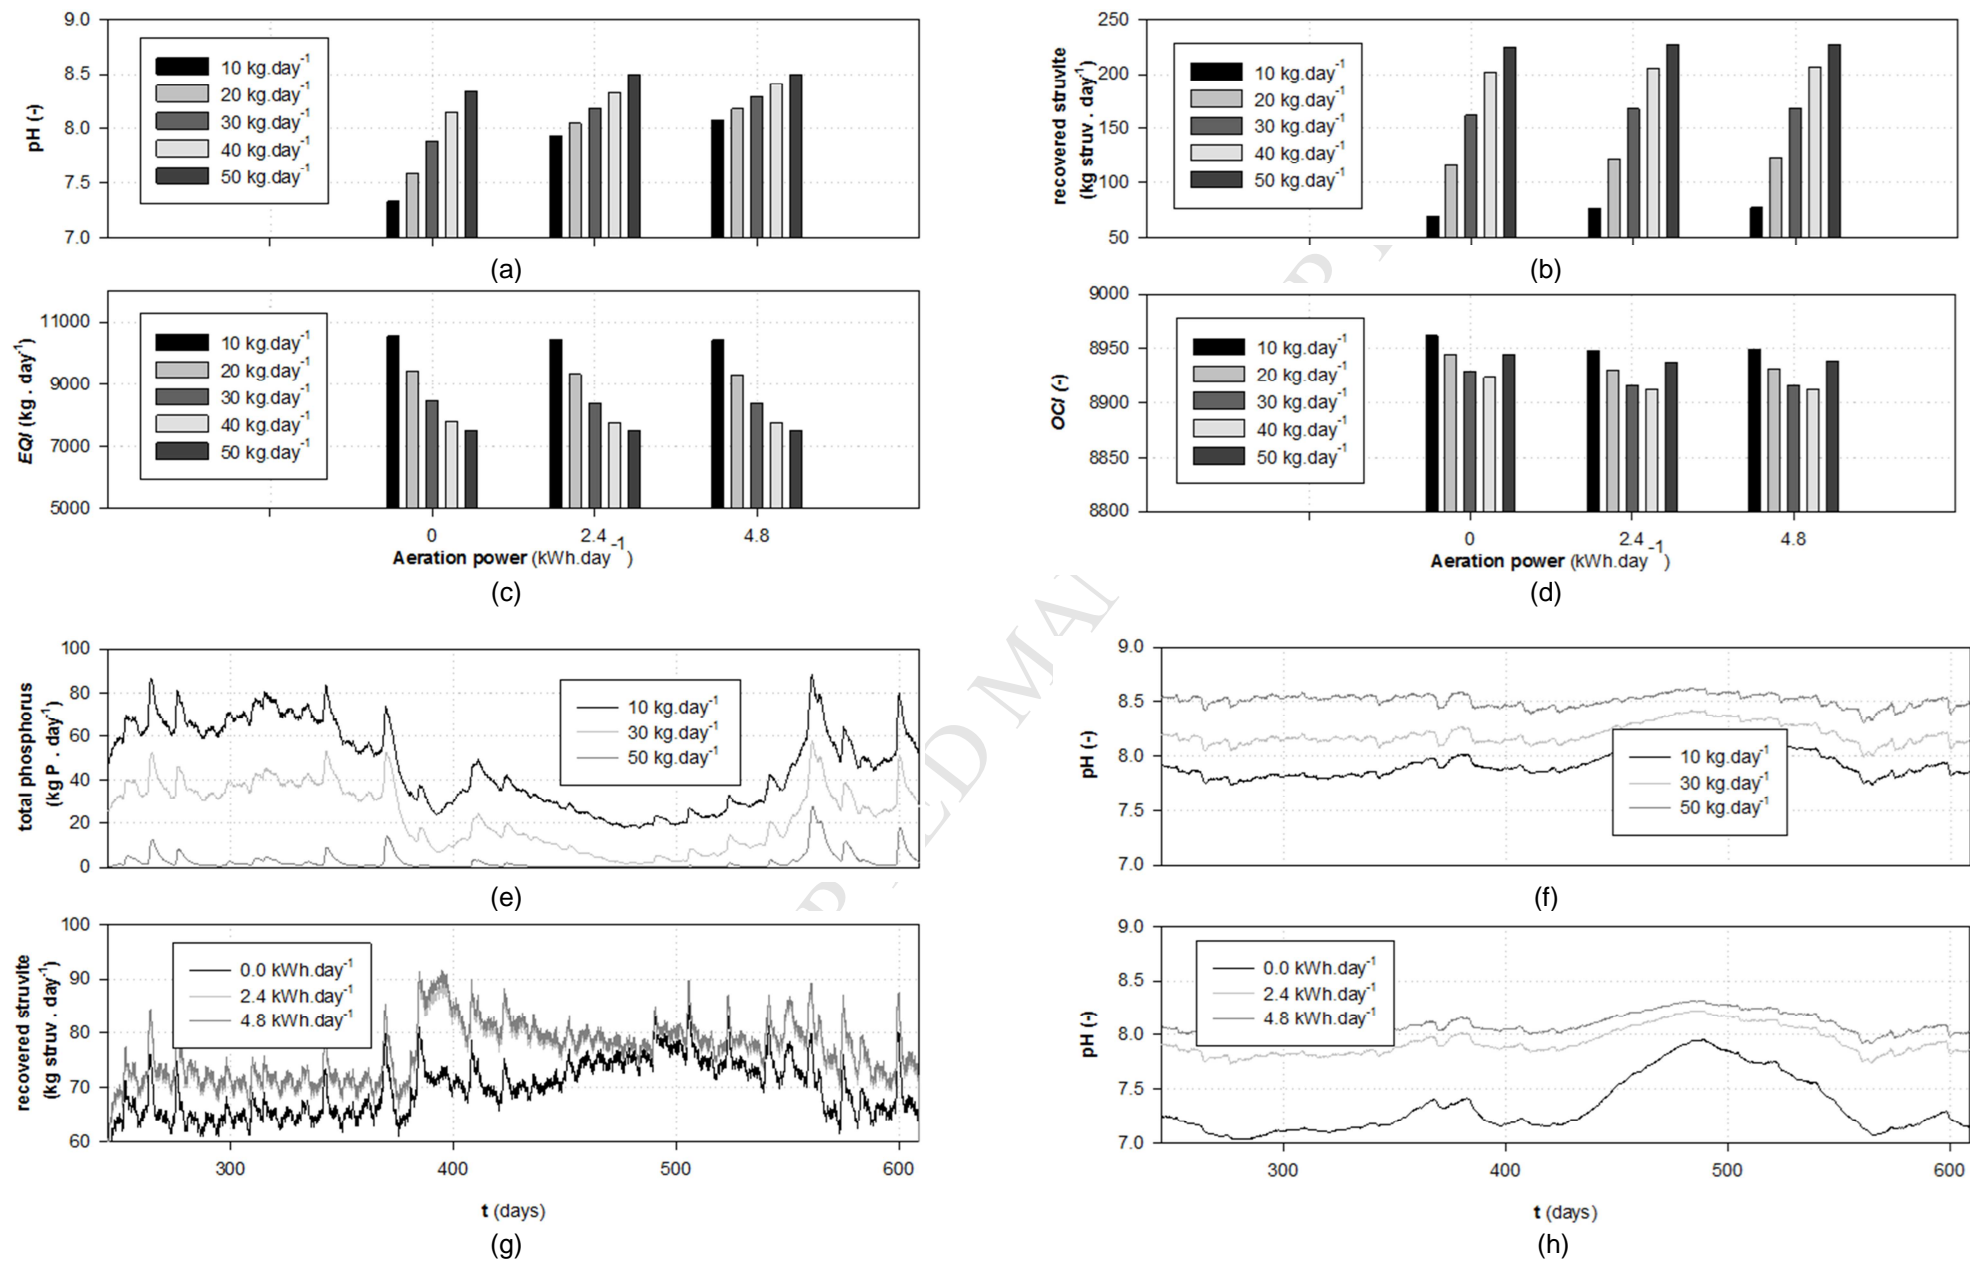 pH (-)
9.0
8.5
8.0
7.5
7.0
10 kg.day-1
20 kg.day-1
30 kg.day-1
40 kg.day-1
50 kg.day-1
(a)
recovered struvite
(kg struv . day-1)
250
200
150
100
50
10 kg.day-1
20 kg.day-1
30 kg.day-1
40 kg.day-1
50 kg.day-1
(b)
EQI (kg . day-1)
11000
9000
7000
5000
10 kg.day-1
20 kg.day-1
30 kg.day-1
40 kg.day-1
50 kg.day-1
0 2.4 4.8
Aeration power (kWh.day-1)
(c)
OCI (-)
9000
8950
8900
8850
8800
10 kg.day-1
20 kg.day-1
30 kg.day-1
40 kg.day-1
50 kg.day-1
0 2.4 4.8
Aeration power (kWh.day-1)
(d)
total phosphorus
(kg P . day-1)
100
80
60
40
20
0
10 kg.day-1
30 kg.day-1
50 kg.day-1
(e)
pH (-)
9.0
8.5
8.0
7.5
7.0
10 kg.day-1
30 kg.day-1
50 kg.day-1
(f)
recovered struvite
(kg struv . day-1)
100
90
80
70
60
0.0 kWh.day-1
2.4 kWh.day-1
4.8 kWh.day-1
300 400 500 600
t (days)
(g)
pH (-)
9.0
8.5
8.0
7.5
7.0
0.0 kWh.day-1
2.4 kWh.day-1
4.8 kWh.day-1
300 400 500 600
t (days)
(h)